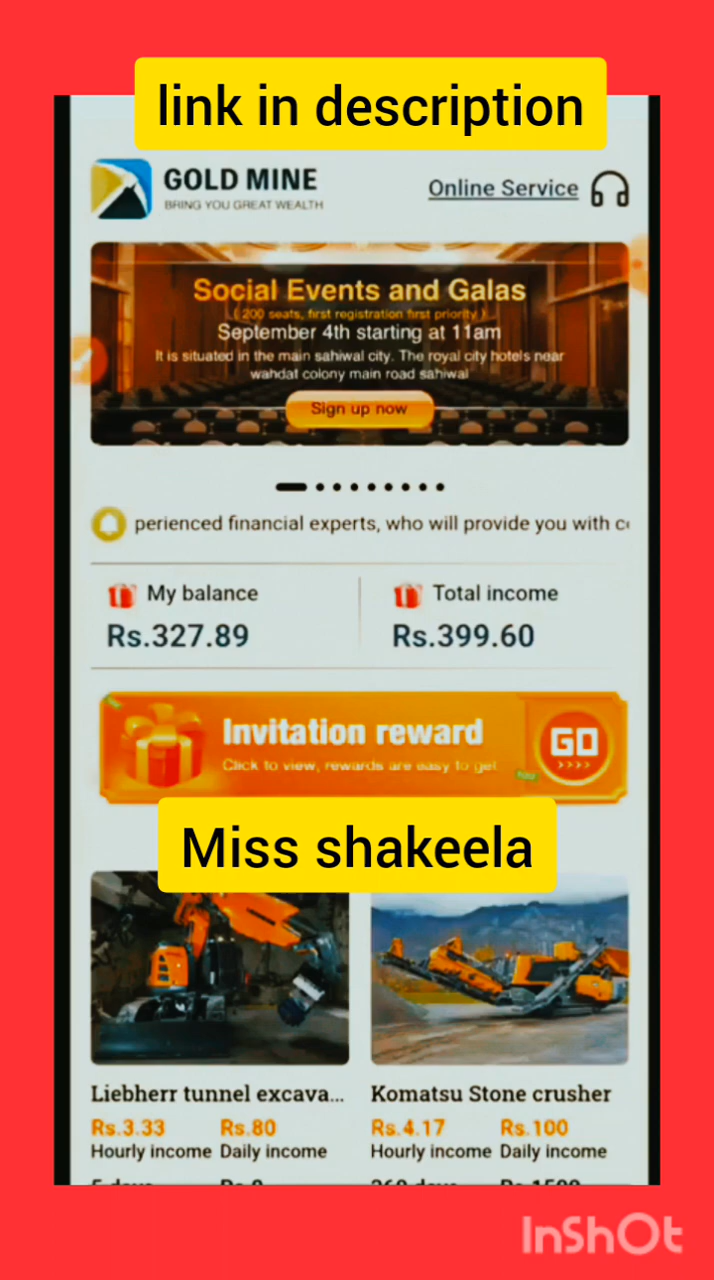 link in description
GOLD MINE
BRING YOU GREAT WEALTH
Online Service
Social Events and Galas
( 200 seats, first registration first priority )
September 4th starting at 11am
It is situated in the main sahiwal city. The royal city hotels near
wahdat colony main road sahiwal
Sign up now
perienced financial experts, who will provide you with c
My balance
Total income
Rs.327.89
Rs.399.60
Invitation reward
Click to view, rewards are easy to get
GO
Miss shakeela
Liebherr tunnel excava...
Komatsu Stone crusher
Rs.3.33 Rs.80
Rs.4.17 Rs.100
Hourly income Daily income
Hourly income Daily income
InShOt